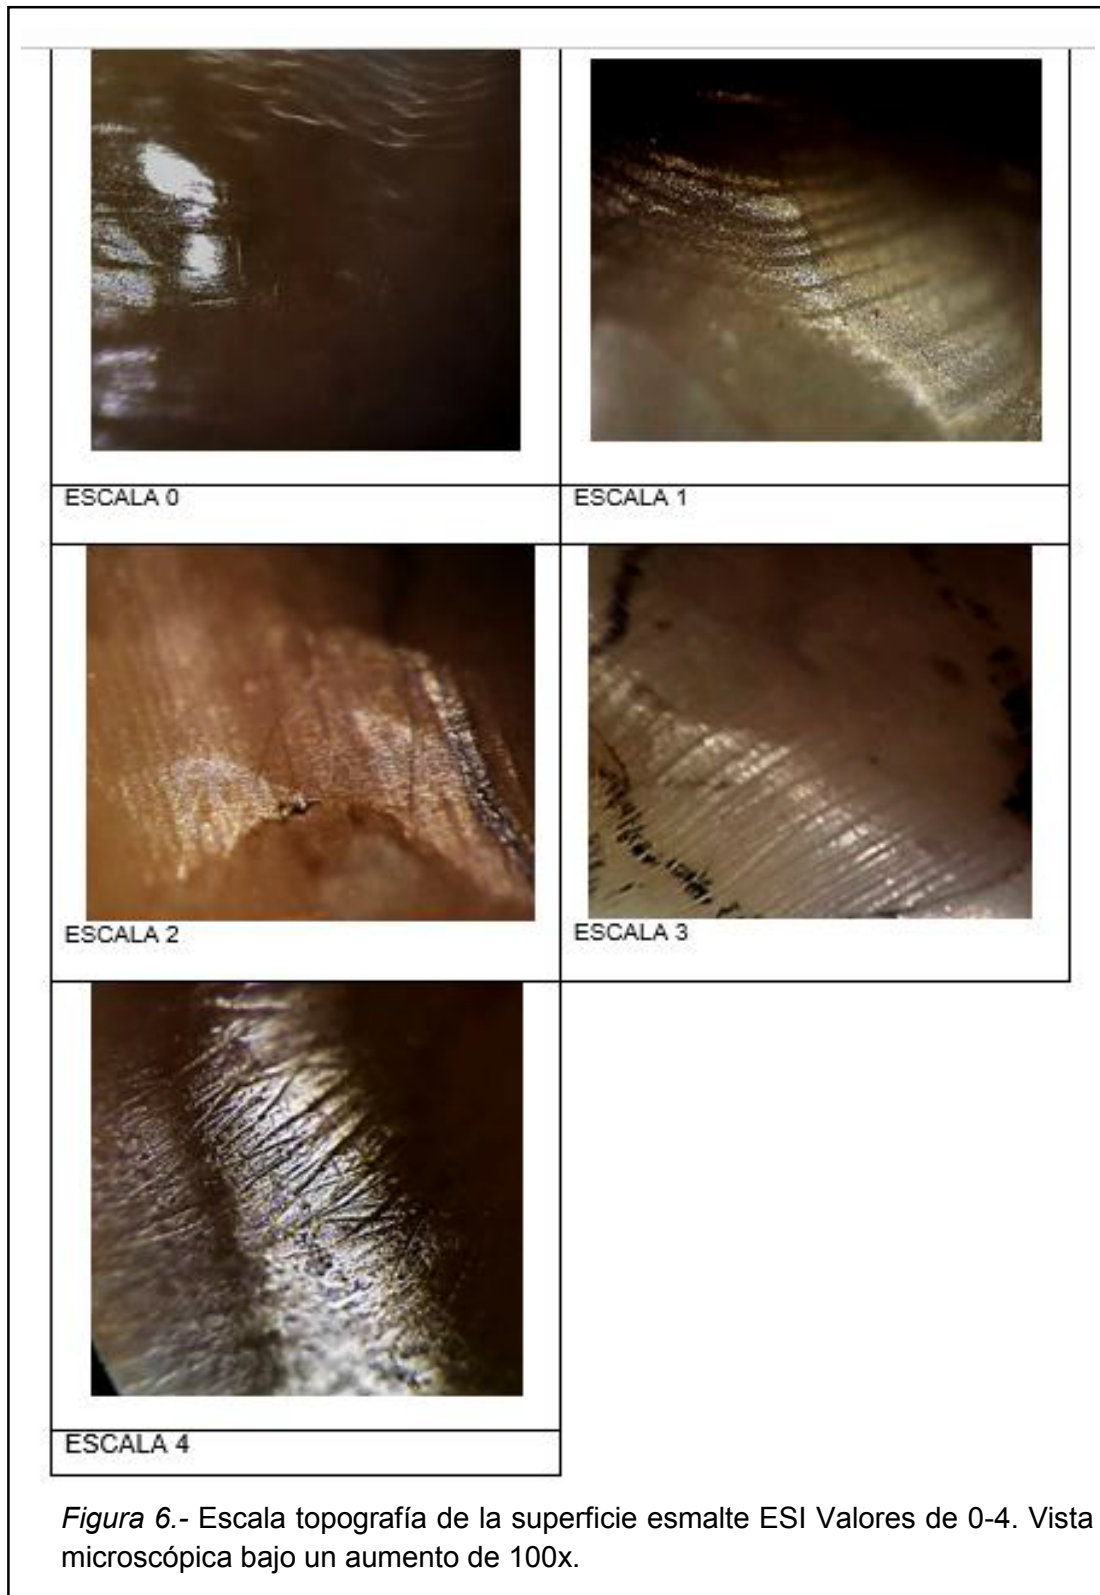 ESCALA 0
ESCALA 1
ESCALA 2
ESCALA 3
ESCALA 4
Figura 6.- Escala topografía de la superficie esmalte ESI Valores de 0-4. Vista
microscópica bajo un aumento de 100x.